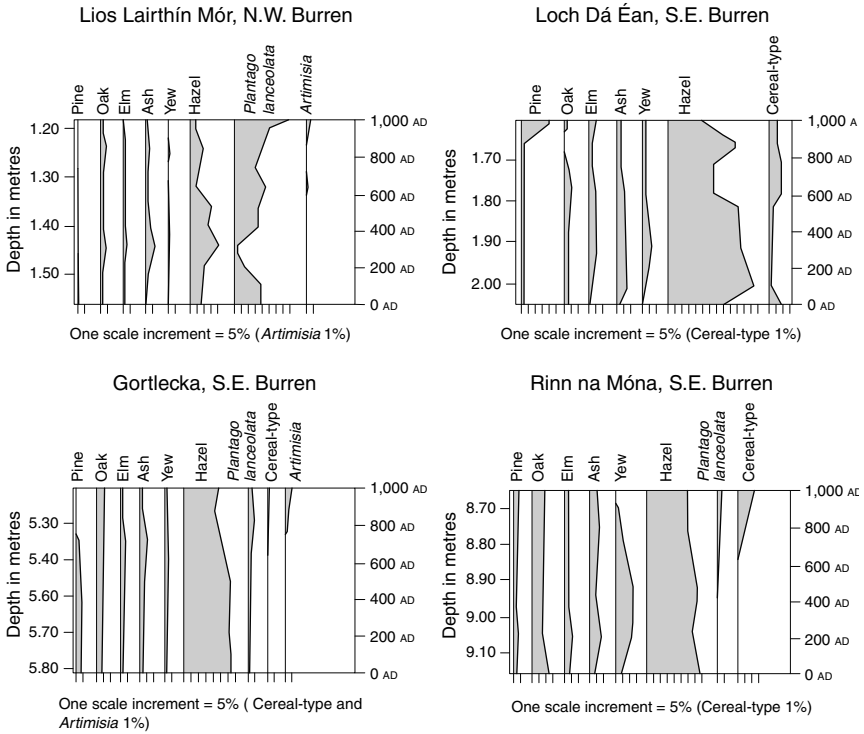 Lios Lairthín Mór, N.W. Burren
Pine
Oak
Elm
Ash
Yew
Hazel
Plantago
lanceolata
Artimisia
Depth in metres
1.20
1.30
1.40
1.50
1,000 AD
800 AD
600 AD
400 AD
200 AD
0 AD
One scale increment = 5% (Artimisia 1%)
Loch Dá Éan, S.E. Burren
Pine
Oak
Elm
Ash
Yew
Hazel
Cereal-type
Depth in metres
1.70
1.80
1.90
2.00
1,000 A
800 AD
600 AD
400 AD
200 AD
0 AD
One scale increment = 5% (Cereal-type 1%)
Gortlecka, S.E. Burren
Pine
Oak
Elm
Ash
Yew
Hazel
Plantago
lanceolata
Cereal-type
Artimisia
Depth in metres
5.30
5.40
5.60
5.70
5.80
1,000 AD
800 AD
600 AD
400 AD
200 AD
0 AD
One scale increment = 5% ( Cereal-type and
Artimisia 1%)
Rinn na Móna, S.E. Burren
Pine
Oak
Elm
Ash
Yew
Hazel
Plantago
lanceolata
Cereal-type
Depth in metres
8.70
8.80
8.90
9.00
9.10
1,000 AD
800 AD
600 AD
400 AD
200 AD
0 AD
One scale increment = 5% (Cereal-type 1%)